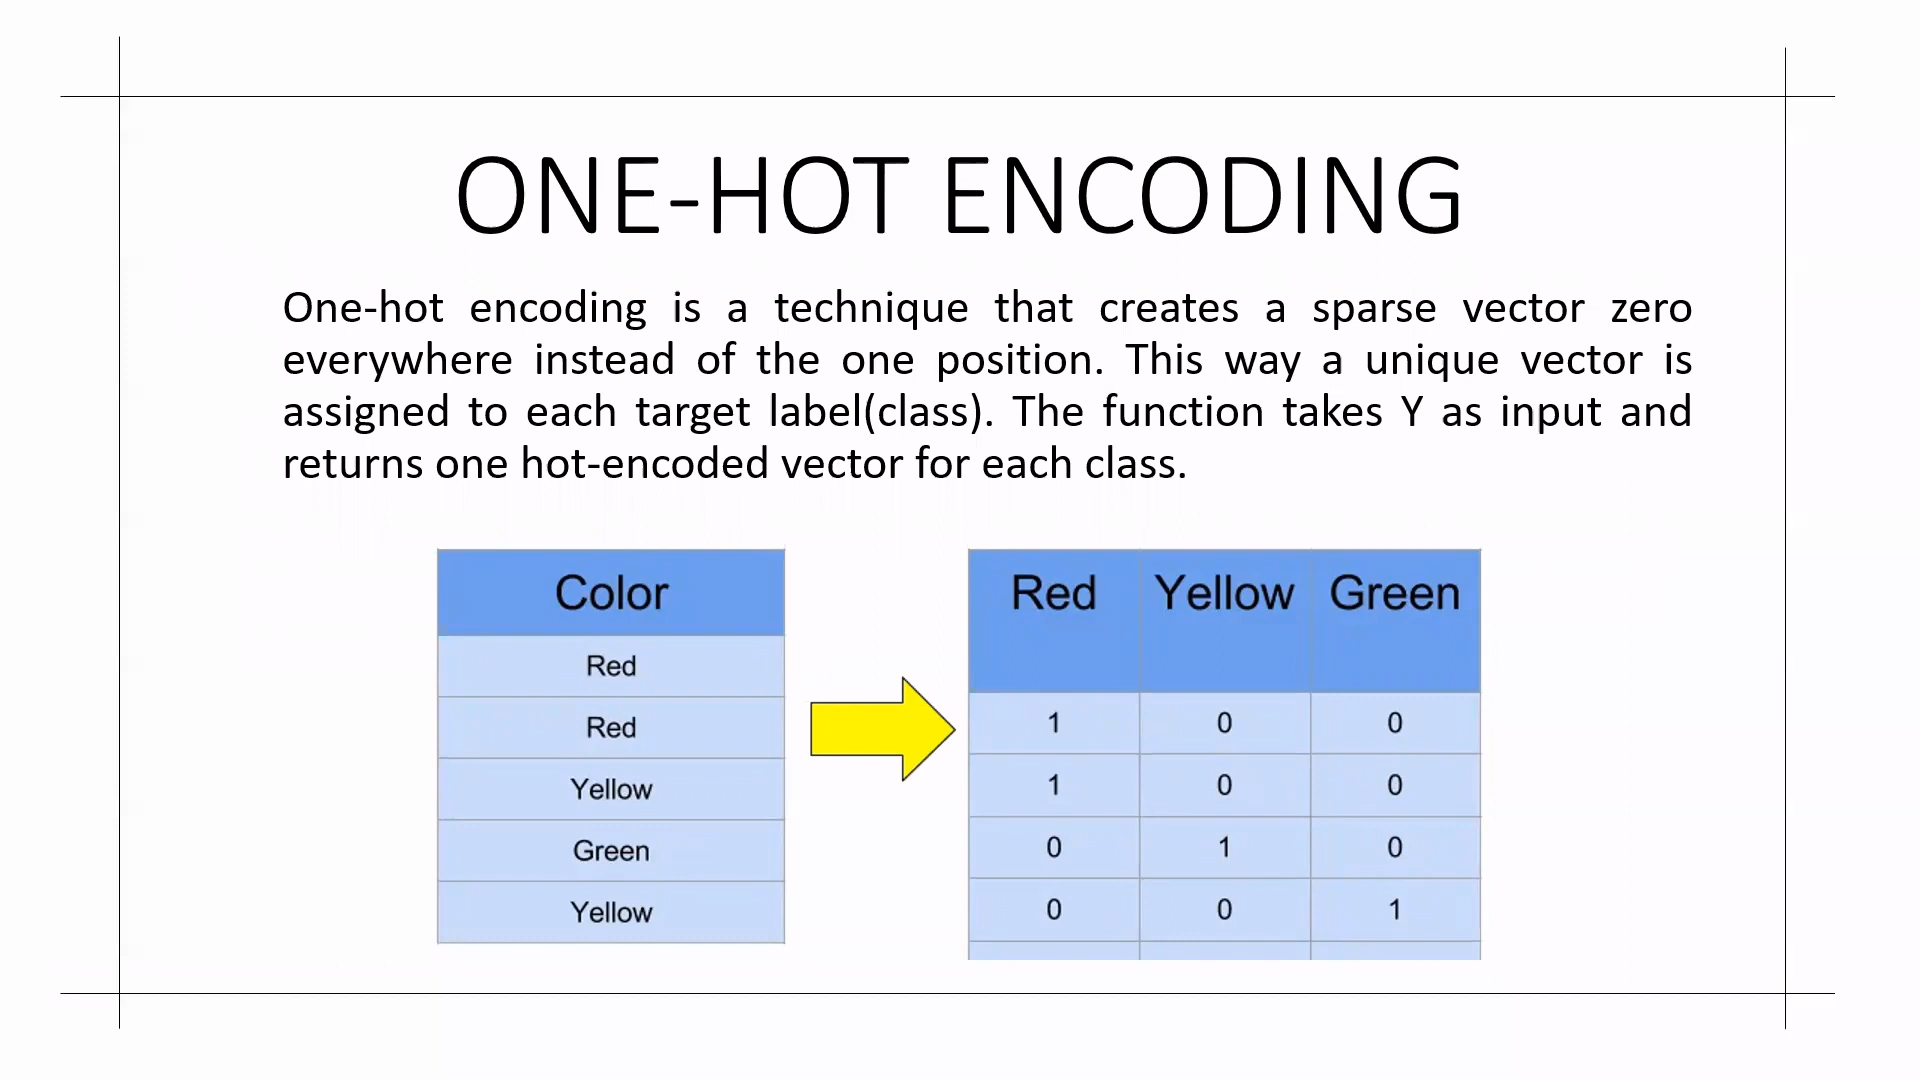 ONE-HOT ENCODING
One-hot encoding is a technique that creates a sparse vector zero
everywhere instead of the one position. This way a unique vector is
assigned to each target label(class). The function takes Y as input and
returns one hot-encoded vector for each class.
Color
Red
Red
Yellow
Green
Yellow
Red Yellow Green
1 0 0
1 0 0
0 1 0
0 0 1